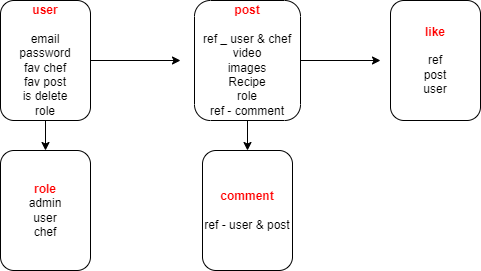 user
email
password
fav chef
fav post
is delete
role
post
ref _ user & chef
video
images
Recipe
role
ref - comment
like
ref
post
user
role
admin
user
chef
comment
ref - user & post